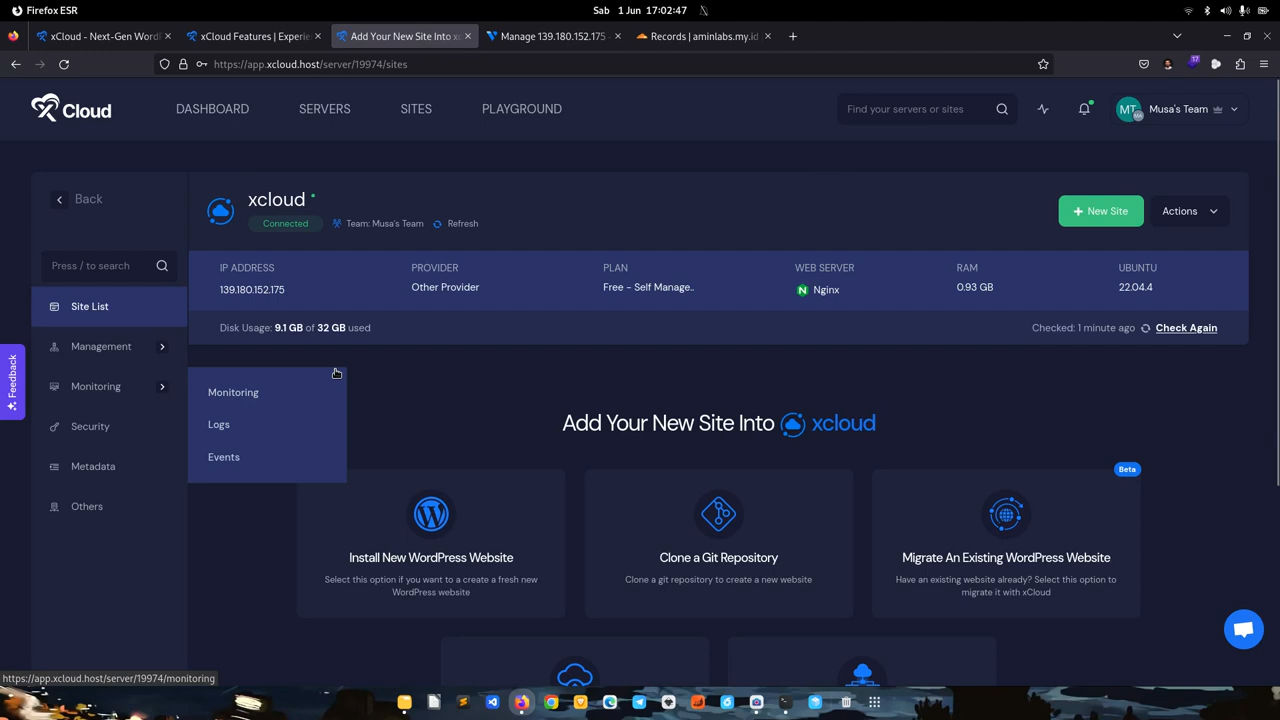 Firefox ESR
Sab 1 Jun 17:02:47
xCloud - Next-Gen WordP
xCloud Features | Experie
Add Your New Site Into xc
Manage 139.180.152.175
Records | aminlabs.my.id
https://app.xcloud.host/server/19974/sites
17
Cloud
DASHBOARD
SERVERS
SITES
PLAYGROUND
Find your servers or sites
MT
MA
Musa's Team
Back
xcloud
Connected
Team: Musa's Team
Refresh
+ New Site
Actions
Press / to search
IP ADDRESS
PROVIDER
PLAN
WEB SERVER
RAM
UBUNTU
139.180.152.175
Other Provider
Free - Self Manage..
Nginx
0.93 GB
22.04.4
Site List
Disk Usage: 9.1 GB of 32 GB used
Checked: 1 minute ago
Check Again
Management
Monitoring
Security
Metadata
Others
Feedback
Monitoring
Logs
Events
Add Your New Site Into xcloud
Beta
Install New WordPress Website
Select this option if you want to a create a fresh new
WordPress website
Clone a Git Repository
Clone a git repository to create a new website
Migrate An Existing WordPress Website
Have an existing website already? Select this option to
migrate it with xCloud
https://app.xcloud.host/server/19974/monitoring